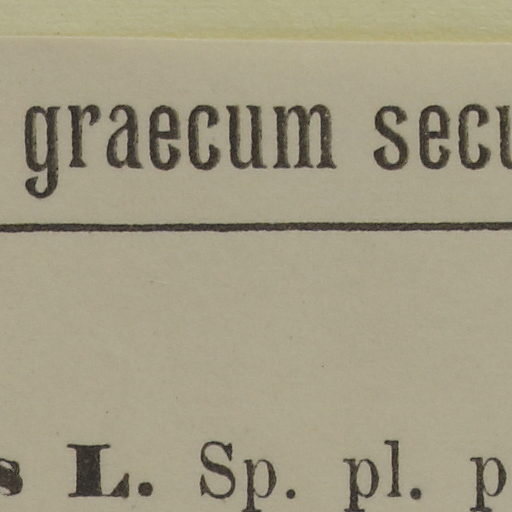 graecum secu
s L. Sp. pl. p